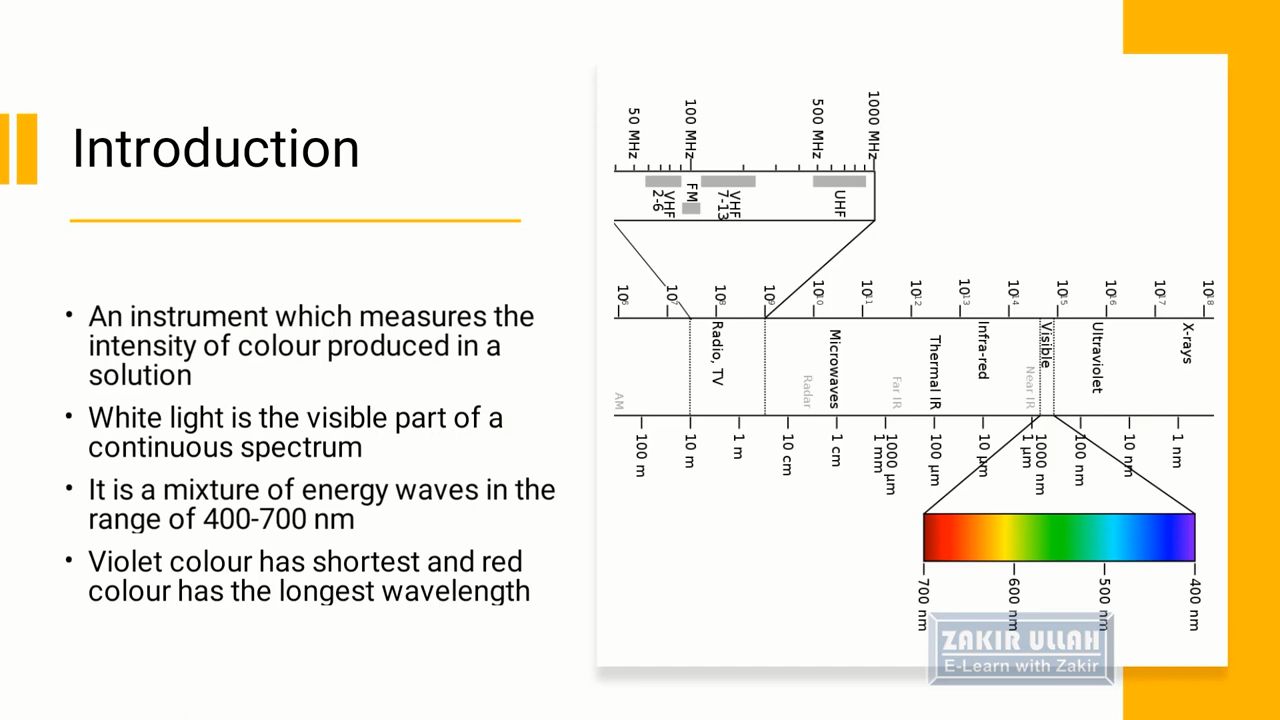 Introduction
• An instrument which measures the
intensity of colour produced in a
solution
• White light is the visible part of a
continuous spectrum
• It is a mixture of energy waves in the
range of 400-700 nm
• Violet colour has shortest and red
colour has the longest wavelength
50 MHz
100 MHz
500 MHz
1000 MHz
VHF
2-6
FM
VHF
7-13
UHF
10⁶
10⁷
10⁸
10⁹
10¹⁰
10¹¹
10¹²
10¹³
10¹⁴
10¹⁵
10¹⁶
10¹⁷
10¹⁸
AM
Radio, TV
Radar
Microwaves
Far IR
Thermal IR
Infra-red
Near IR
Visible
Ultraviolet
X-rays
100 m
10 m
1 m
10 cm
1 cm
1000 µm
1 mm
100 µm
10 µm
1000 nm
1 µm
100 nm
10 nm
1 nm
700 nm
600 nm
500 nm
400 nm
ZAKIR ULLAH
E-Learn with Zakir